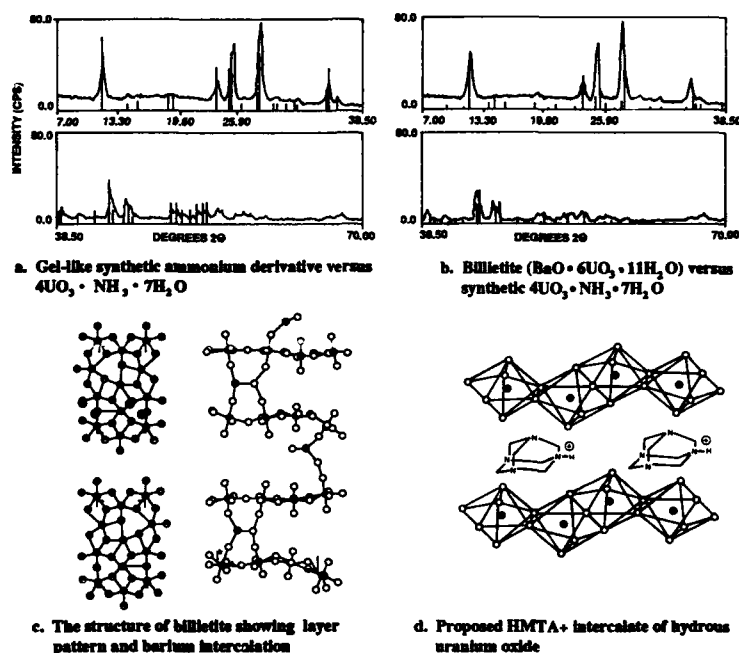 80.0
0.0
7.00 13.30 19.60 25.90 38.50
80.0
0.0
7.00 13.30 19.60 25.90 38.50
INTENSITY (CPS)
80.0
0.0
38.50 DEGREES 2Θ 70.00
80.0
0.0
38.50 DEGREES 2Θ 70.00
a. Gel-like synthetic ammonium derivative versus
4UO₃ • NH₃ • 7H₂O
b. Billietite (BaO • 6UO₃ • 11H₂O) versus
synthetic 4UO₃ • NH₃ • 7H₂O
N
N N N—H ⊕
N
N N N—H ⊕
c. The structure of billietite showing layer
pattern and barium intercalation
d. Proposed HMTA+ intercalate of hydrous
uranium oxide